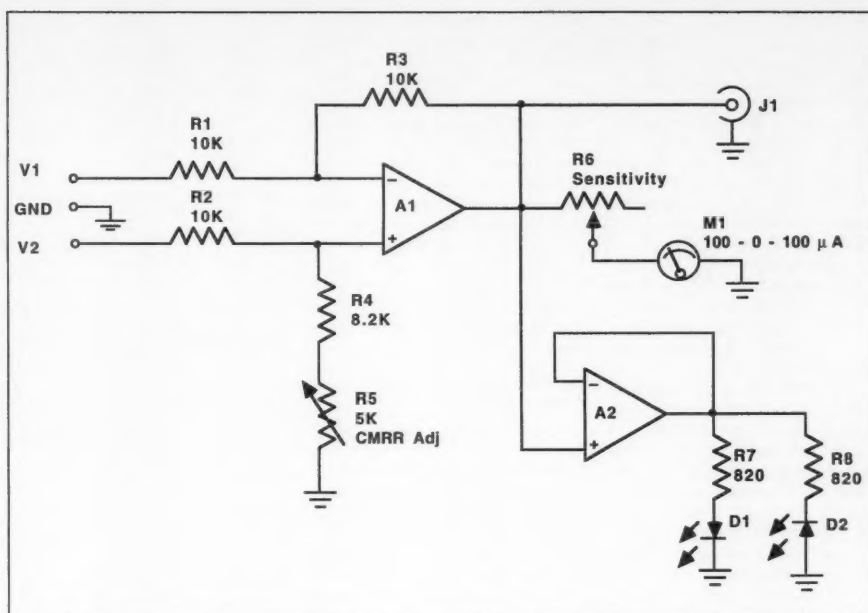 R3
10K
J1
R1
10K
V1
R2
10K
GND
V2
A1
R6
Sensitivity
M1
100 - 0 - 100 μ A
R4
8.2K
R5
5K
CMRR Adj
A2
R7
820
R8
820
D1
D2